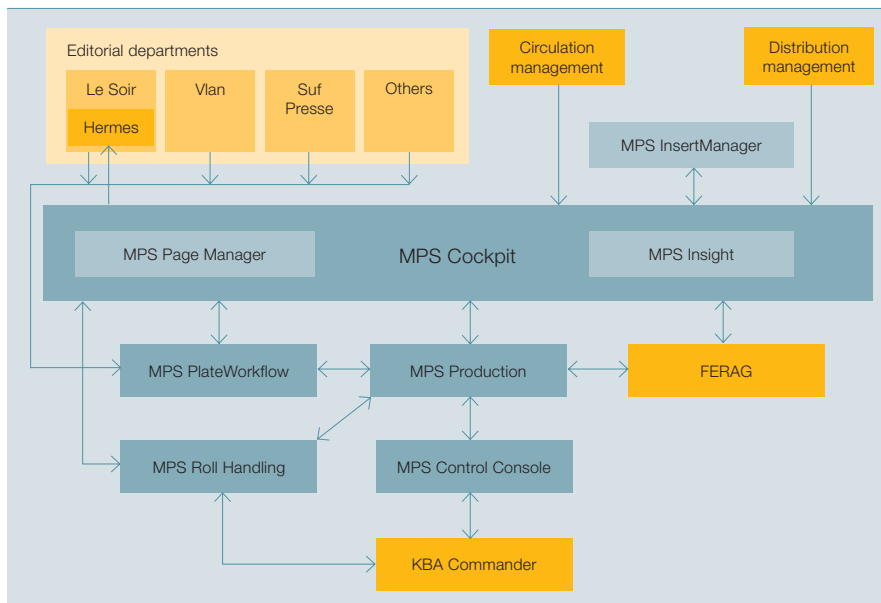 Editorial departments
Le Soir
Hermes
Vlan
Suf
Presse
Others
Circulation
management
Distribution
management
MPS InsertManager
MPS Page Manager
MPS Cockpit
MPS Insight
MPS PlateWorkflow
MPS Production
FERAG
MPS Roll Handling
MPS Control Console
KBA Commander